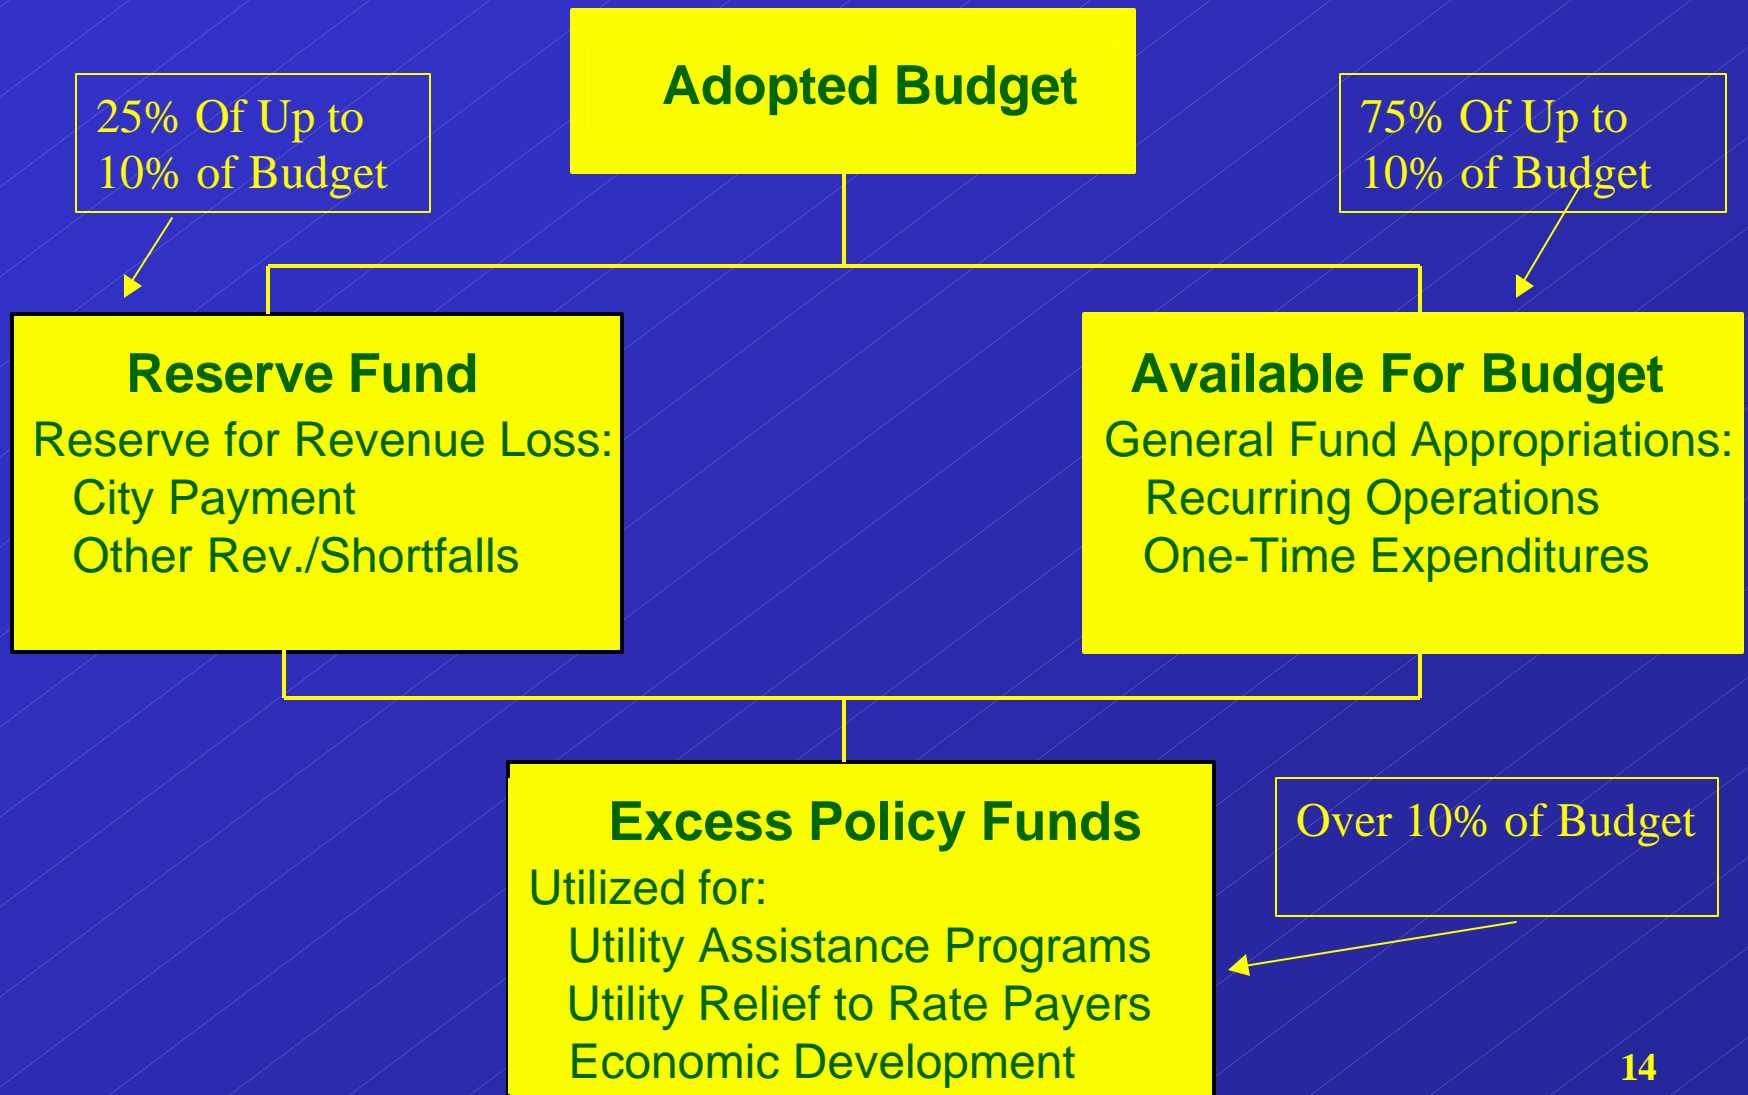 Adopted Budget
25% Of Up to
10% of Budget
75% Of Up to
10% of Budget
Reserve Fund
Reserve for Revenue Loss:
City Payment
Other Rev./Shortfalls
Available For Budget
General Fund Appropriations:
Recurring Operations
One-Time Expenditures
Excess Policy Funds
Utilized for:
Utility Assistance Programs
Utility Relief to Rate Payers
Economic Development
Over 10% of Budget
14